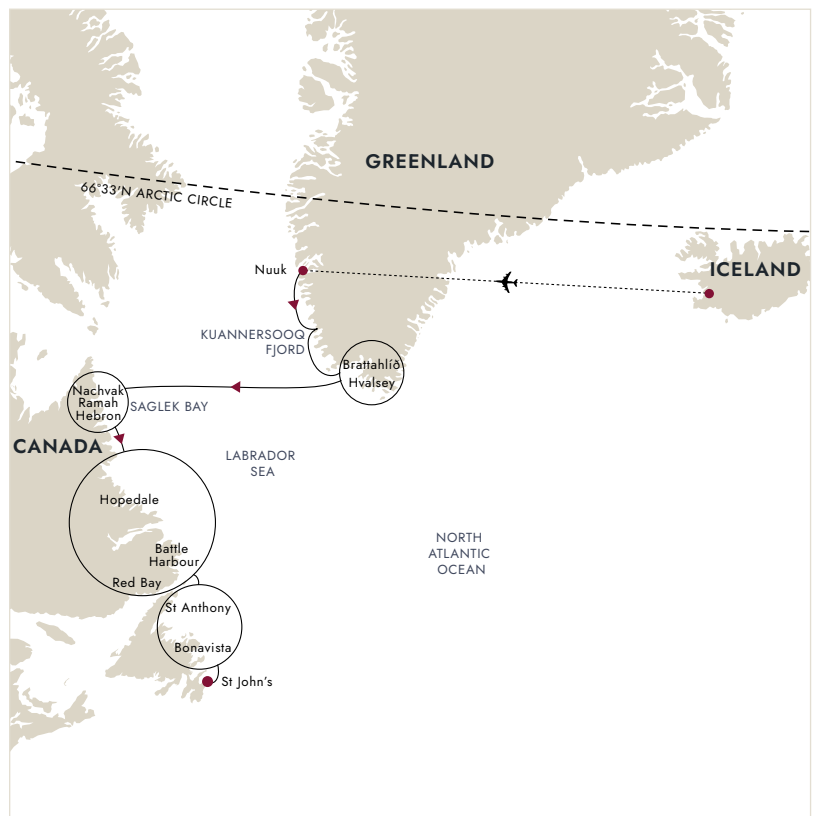 GREENLAND
66°33'N ARCTIC CIRCLE
Nuuk
ICELAND
KUANNERSOOQ
FJORD
Brattahlíð
Hvalsey
Nachvak
Ramah
Hebron
SAGLEK BAY
CANADA
LABRADOR
SEA
Hopedale
NORTH
ATLANTIC
OCEAN
Battle
Harbour
Red Bay
St Anthony
Bonavista
St John's